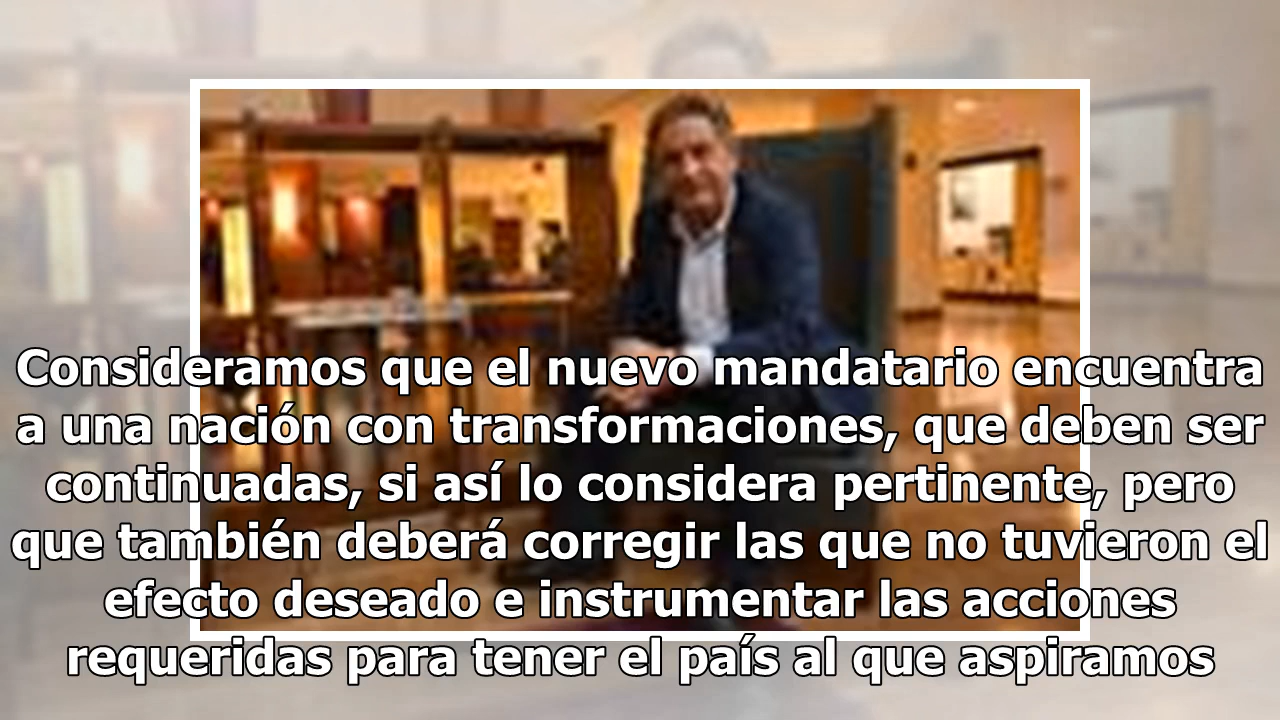 Consideramos que el nuevo mandatario encuentra
a una nación con transformaciones, que deben ser
continuadas, si así lo considera pertinente, pero
que también deberá corregir las que no tuvieron el
efecto deseado e instrumentar las acciones
requeridas para tener el país al que aspiramos